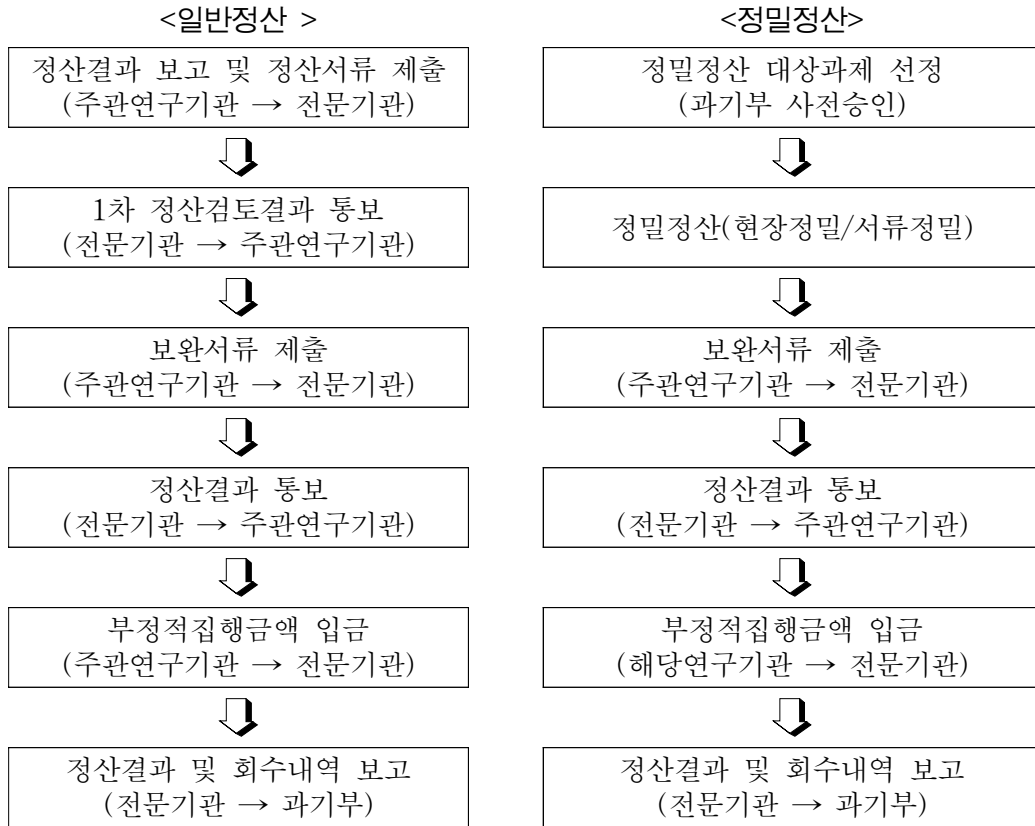 <일반정산 >
정산결과 보고 및 정산서류 제출
(주관연구기관 → 전문기관)
1차 정산검토결과 통보
(전문기관 → 주관연구기관)
보완서류 제출
(주관연구기관 → 전문기관)
정산결과 통보
(전문기관 → 주관연구기관)
부정적집행금액 입금
(주관연구기관 → 전문기관)
정산결과 및 회수내역 보고
(전문기관 → 과기부)
<정밀정산>
정밀정산 대상과제 선정
(과기부 사전승인)
정밀정산(현장정밀/서류정밀)
보완서류 제출
(주관연구기관 → 전문기관)
정산결과 통보
(전문기관 → 주관연구기관)
부정적집행금액 입금
(해당연구기관 → 전문기관)
정산결과 및 회수내역 보고
(전문기관 → 과기부)